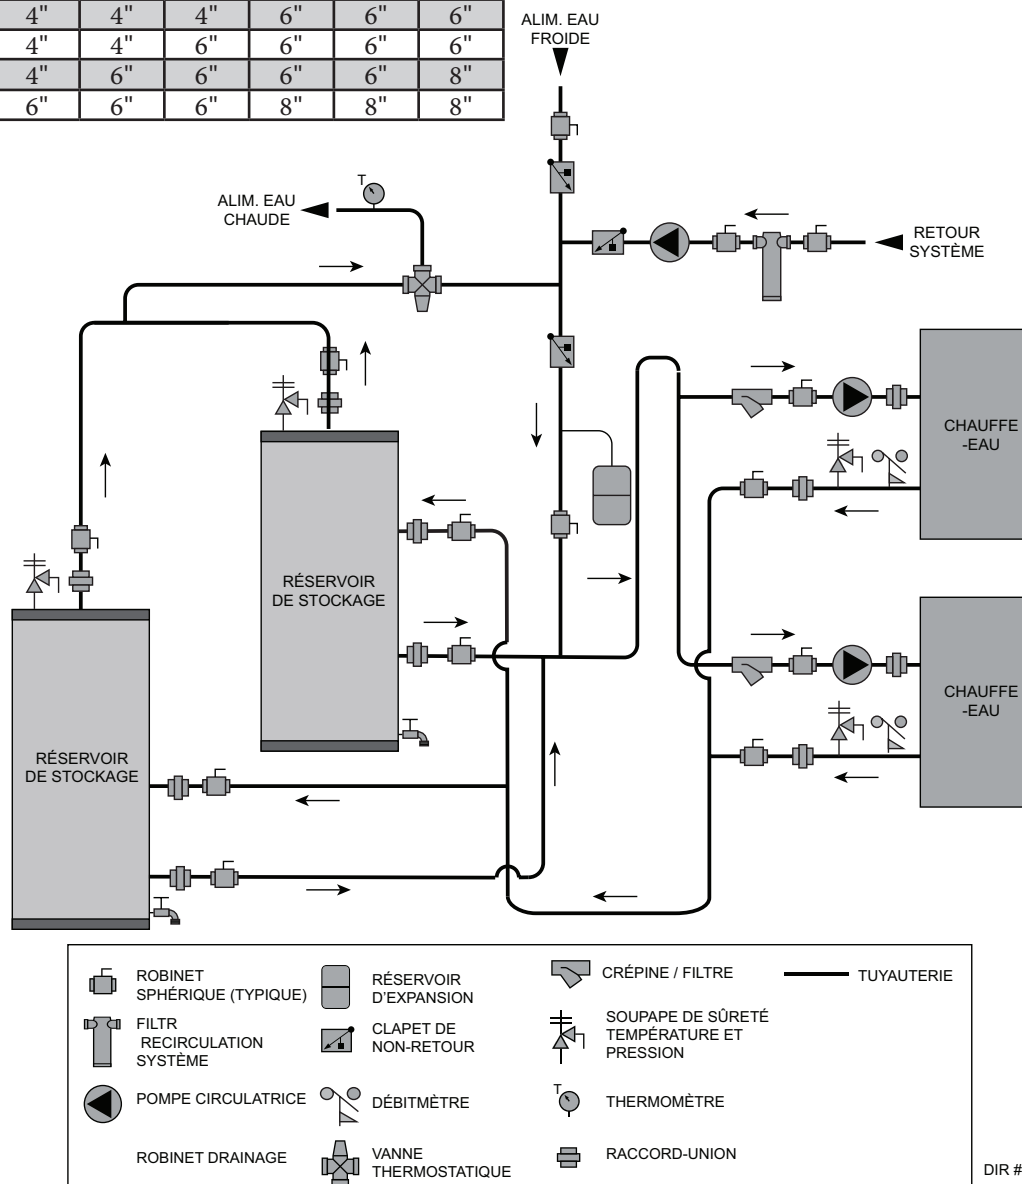 4" 4" 4" 6" 6" 6"
4" 4" 6" 6" 6" 6"
4" 6" 6" 6" 6" 8"
6" 6" 6" 8" 8" 8"
ALIM. EAU
FROIDE
T
ALIM. EAU
CHAUDE
RETOUR
SYSTÈME
CHAUFFE
-EAU
RÉSERVOIR
DE STOCKAGE
CHAUFFE
-EAU
RÉSERVOIR
DE STOCKAGE
ROBINET
SPHÉRIQUE (TYPIQUE)
RÉSERVOIR
D'EXPANSION
CRÉPINE / FILTRE
TUYAUTERIE
FILTR
RECIRCULATION
SYSTÈME
CLAPET DE
NON-RETOUR
SOUPAPE DE SÛRETÉ
TEMPÉRATURE ET
PRESSION
POMPE CIRCULATRICE
DÉBITMÈTRE
T
THERMOMÈTRE
ROBINET DRAINAGE
VANNE
THERMOSTATIQUE
RACCORD-UNION
DIR #